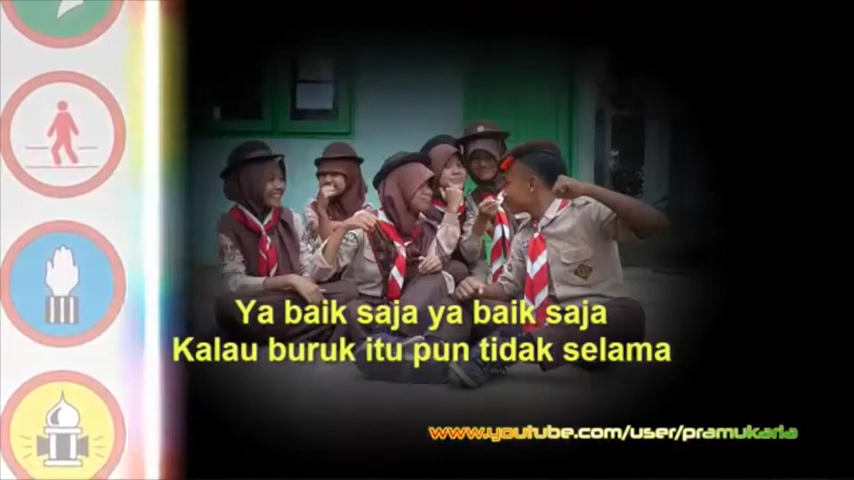 Ya baik saja ya baik saja
Kalau buruk itu pun tidak selama
www.youtube.com/user/pramukaria